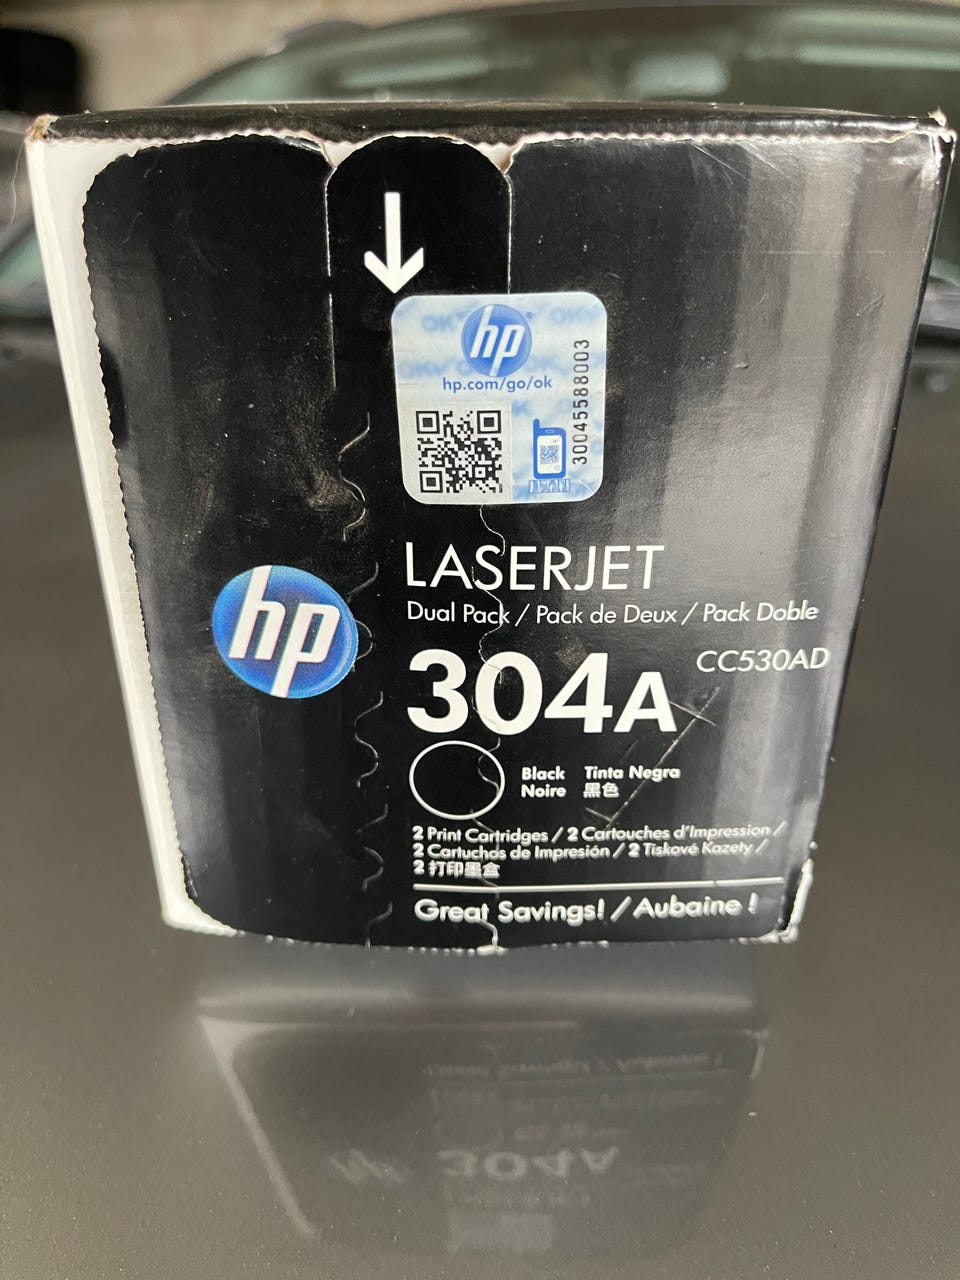 hp
hp.com/go/ok
30045588003
hp
LASERJET
Dual Pack / Pack de Deux / Pack Doble
304A CC530AD
Black Tinta Negra
Noire 黑色
2 Print Cartridges / 2 Cartouches d'Impression /
2 Cartuchos de Impresión / 2 Tiskové Kazety /
2 打印墨盒
Great Savings! / Aubaine !